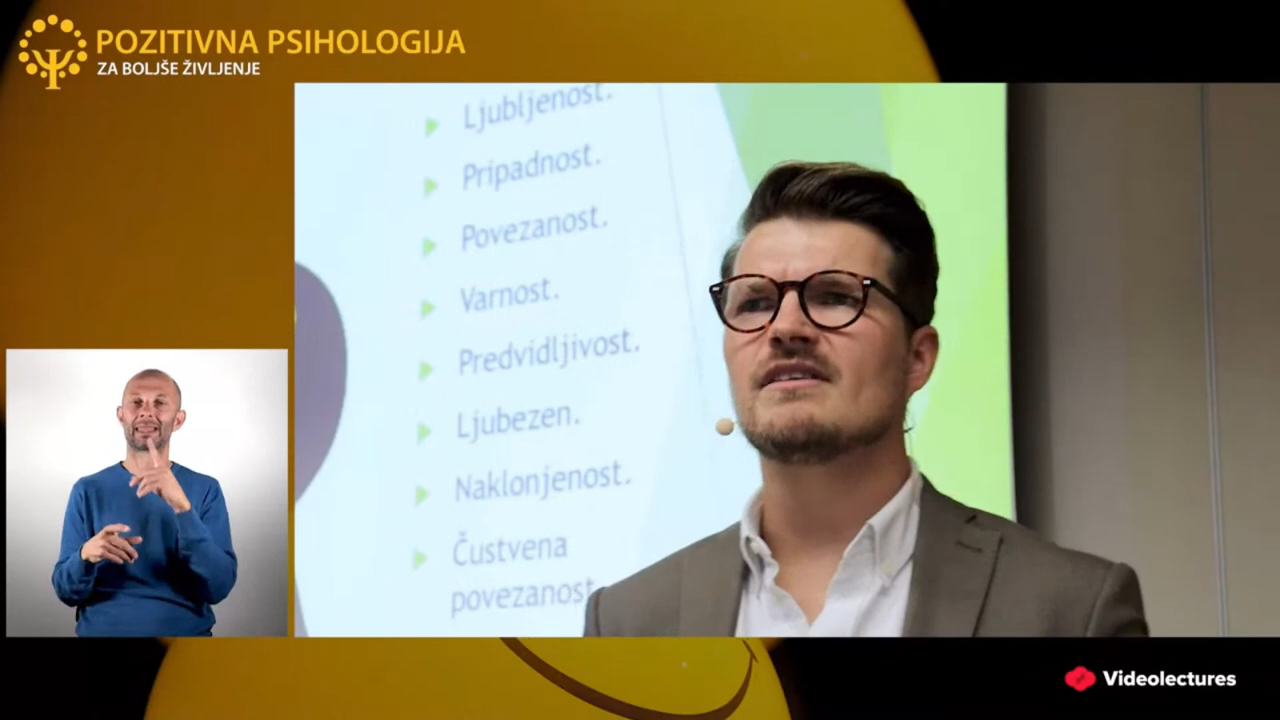 POZITIVNA PSIHOLOGIJA
ZA BOLJŠE ŽIVLJENJE
Ljubljenost.
Pripadnost.
Povezanost.
Varnost.
Predvidljivost.
Ljubezen.
Naklonjenost.
Čustvena
povezanost
Videolectures